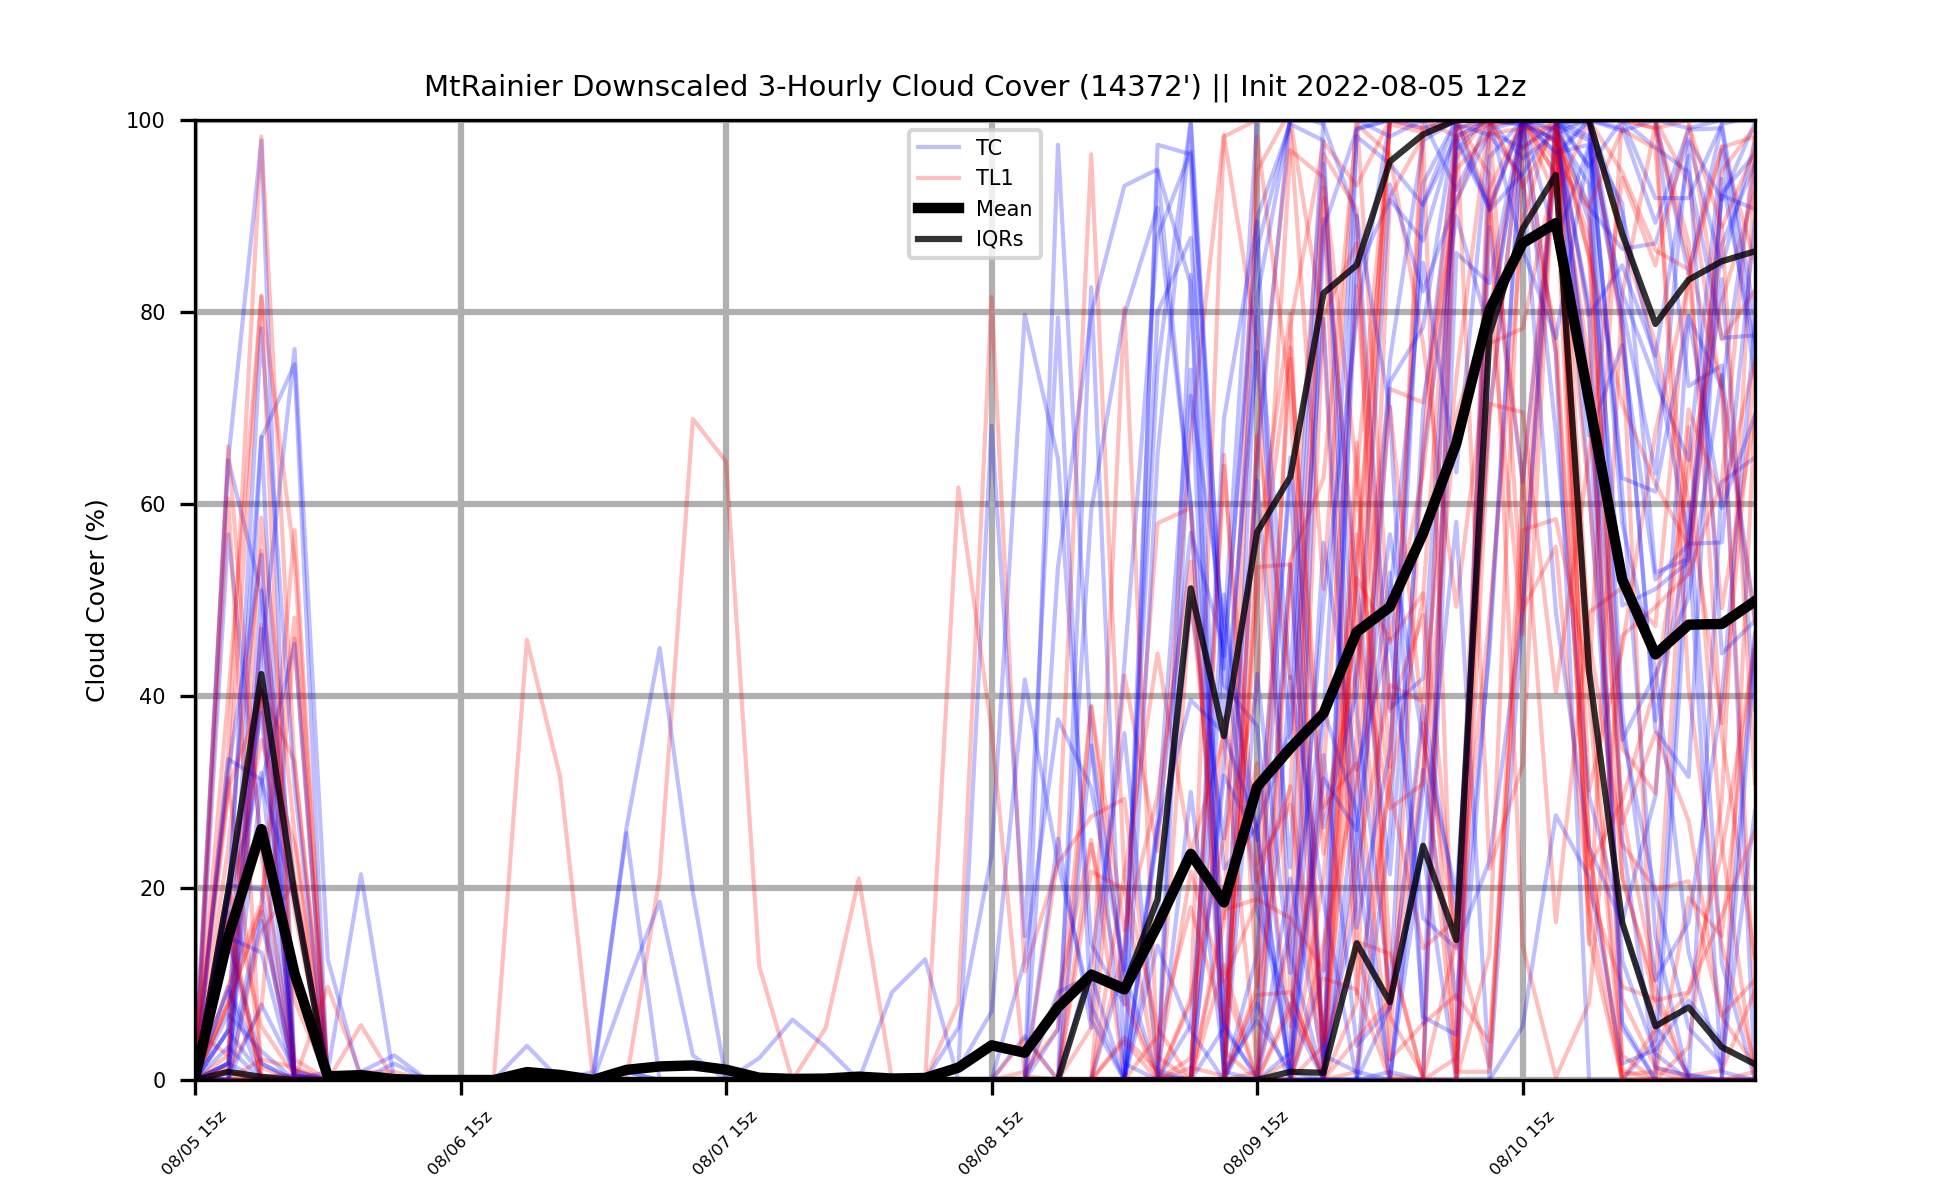 MtRainier Downscaled 3-Hourly Cloud Cover (14372') || Init 2022-08-05 12z
Cloud Cover (%)
100
80
60
40
20
0
TC
TL1
Mean
IQRs
08/05 15z
08/06 15z
08/07 15z
08/08 15z
08/09 15z
08/10 15z